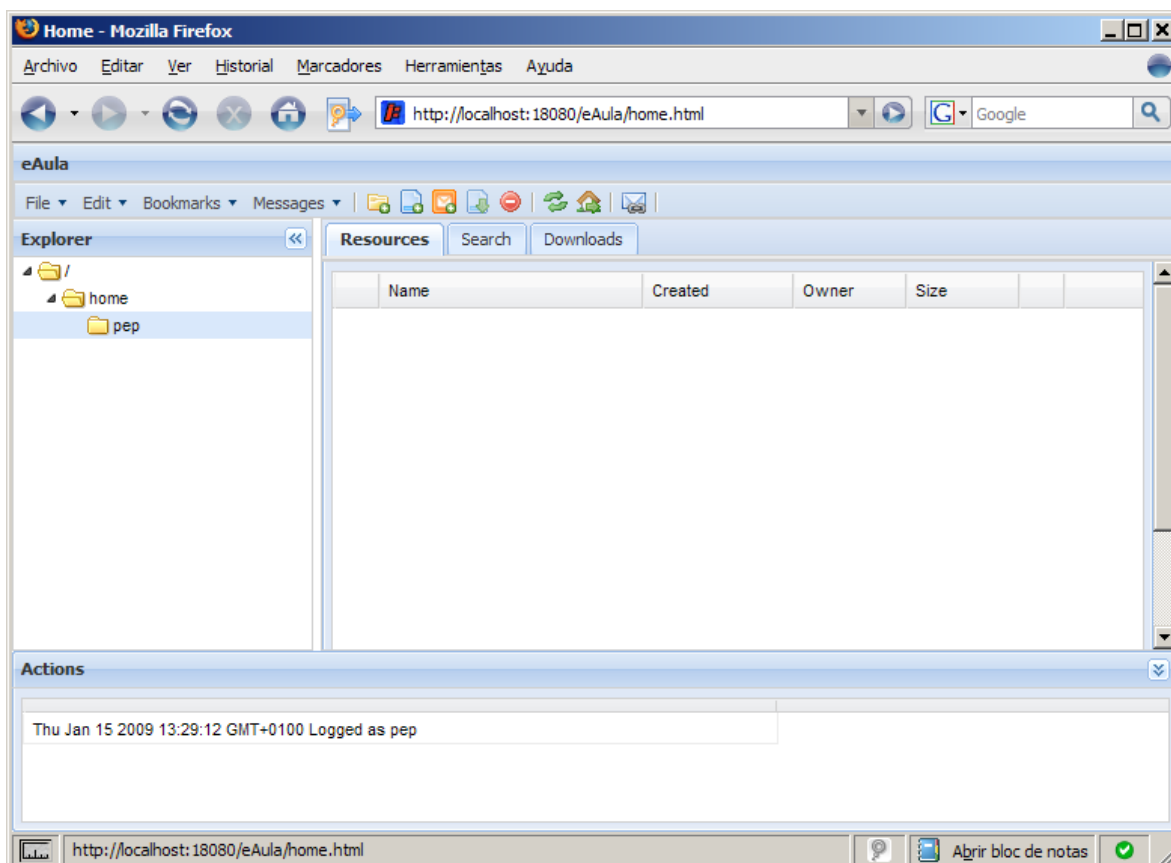 Home - Mozilla Firefox
Archivo Editar Ver Historial Marcadores Herramientas Ayuda
http://localhost:18080/eAula/home.html Google
eAula
File Edit Bookmarks Messages
Explorer Resources Search Downloads
/
home
pep
Name Created Owner Size
Actions
Thu Jan 15 2009 13:29:12 GMT+0100 Logged as pep
http://localhost:18080/eAula/home.html Abrir bloc de notas